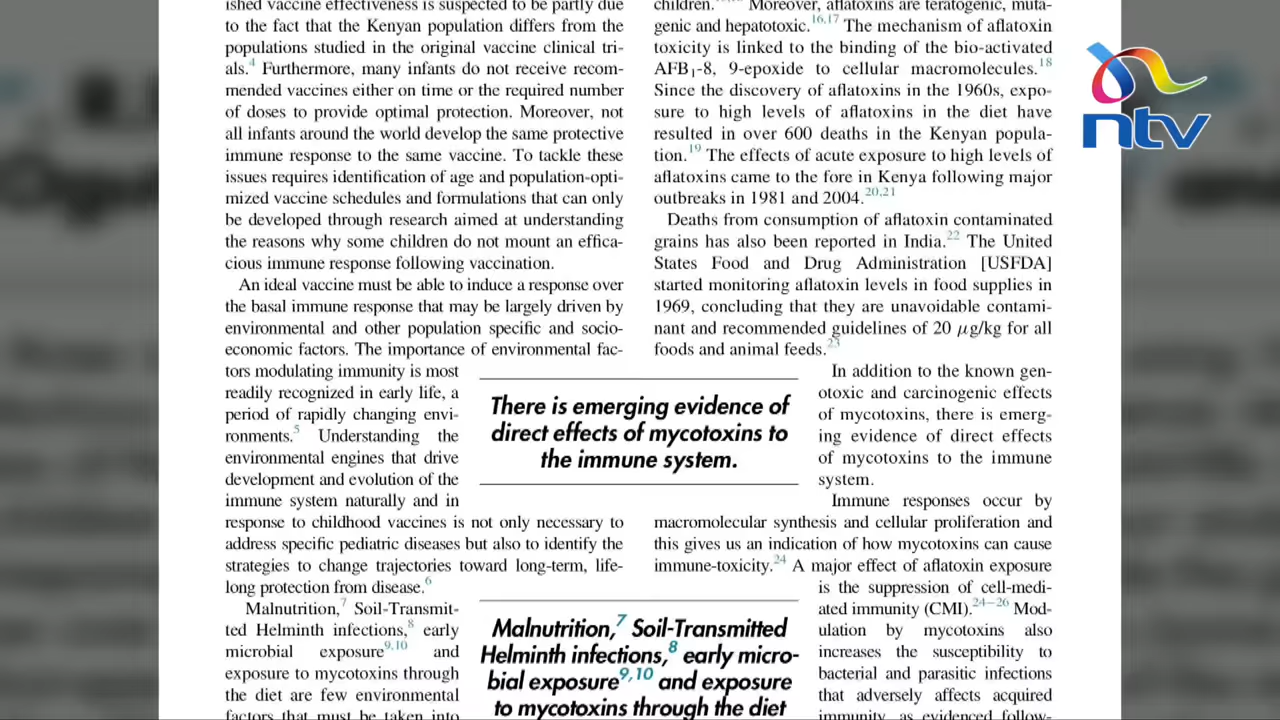 ished vaccine effectiveness is suspected to be partly due
to the fact that the Kenyan population differs from the
populations studied in the original vaccine clinical tri-
als.4 Furthermore, many infants do not receive recom-
mended vaccines either on time or the required number
of doses to provide optimal protection. Moreover, not
all infants around the world develop the same protective
immune response to the same vaccine. To tackle these
issues requires identification of age and population-opti-
mized vaccine schedules and formulations that can only
be developed through research aimed at understanding
the reasons why some children do not mount an effica-
cious immune response following vaccination.
An ideal vaccine must be able to induce a response over
the basal immune response that may be largely driven by
environmental and other population specific and socio-
economic factors. The importance of environmental fac-
tors modulating immunity is most
readily recognized in early life, a
period of rapidly changing envi-
ronments.5 Understanding the
environmental engines that drive
development and evolution of the
immune system naturally and in
response to childhood vaccines is not only necessary to
address specific pediatric diseases but also to identify the
strategies to change trajectories toward long-term, life-
long protection from disease.6
Malnutrition,7 Soil-Transmit-
ted Helminth infections,8 early
microbial exposure9,10 and
exposure to mycotoxins through
the diet are few environmental
factors that must be taken into
There is emerging evidence of
direct effects of mycotoxins to
the immune system.
Malnutrition,7 Soil-Transmitted
Helminth infections,8 early micro-
bial exposure9,10 and exposure
to mycotoxins through the diet
children. Moreover, aflatoxins are teratogenic, muta-
genic and hepatotoxic.16,17 The mechanism of aflatoxin
toxicity is linked to the binding of the bio-activated
AFB1-8, 9-epoxide to cellular macromolecules.18
Since the discovery of aflatoxins in the 1960s, expo-
sure to high levels of aflatoxins in the diet have
resulted in over 600 deaths in the Kenyan popula-
tion.19 The effects of acute exposure to high levels of
aflatoxins came to the fore in Kenya following major
outbreaks in 1981 and 2004.20,21
Deaths from consumption of aflatoxin contaminated
grains has also been reported in India.22 The United
States Food and Drug Administration [USFDA]
started monitoring aflatoxin levels in food supplies in
1969, concluding that they are unavoidable contami-
nant and recommended guidelines of 20 μg/kg for all
foods and animal feeds.23
In addition to the known gen-
otoxic and carcinogenic effects
of mycotoxins, there is emerg-
ing evidence of direct effects
of mycotoxins to the immune
system.
Immune responses occur by
macromolecular synthesis and cellular proliferation and
this gives us an indication of how mycotoxins can cause
immune-toxicity.24 A major effect of aflatoxin exposure
is the suppression of cell-medi-
ated immunity (CMI).24–26 Mod-
ulation by mycotoxins also
increases the susceptibility to
bacterial and parasitic infections
that adversely affects acquired
immunity, as evidenced follow-
ntv